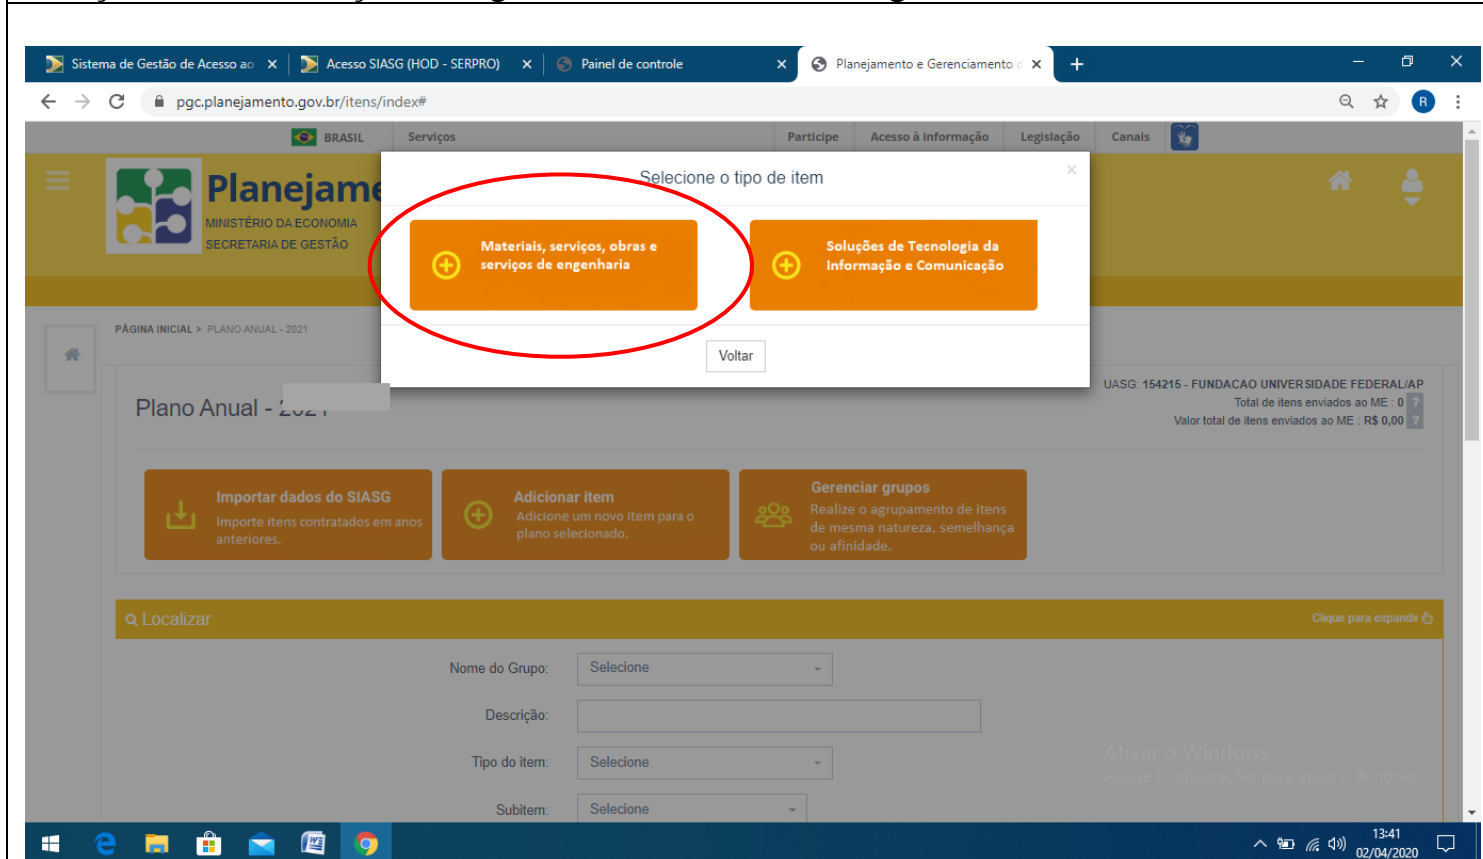 Sistema de Gestão de Acesso ao
Acesso SIASG (HOD - SERPRO)
Painel de controle
Planejamento e Gerenciamento d
pgc.planejamento.gov.br/itens/index#
R
BRASIL
Serviços
Participe
Acesso à informação
Legislação
Canais
Selecione o tipo de item
Planejame
MINISTÉRIO DA ECONOMIA
SECRETARIA DE GESTÃO
Materiais, serviços, obras e
serviços de engenharia
Soluções de Tecnologia da
Informação e Comunicação
PÁGINA INICIAL > PLANO ANUAL - 2021
Voltar
UASG: 154215 - FUNDACAO UNIVERSIDADE FEDERAL/AP
Plano Anual - 2021
Total de itens enviados ao ME : 0 ?
Valor total de itens enviados ao ME : R$ 0,00 ?
Importar dados do SIASG
Importe itens contratados em anos
anteriores.
Adicionar item
Adicione um novo item para o
plano selecionado.
Gerenciar grupos
Realize o agrupamento de itens
de mesma natureza, semelhança
ou afinidade.
Localizar
Clique para expandir
Nome do Grupo:
Selecione
Descrição:
Tipo do item:
Selecione
Subitem:
Selecione
Ativar o Windows
Acesse Configurações para ativar o Windows.
13:41
02/04/2020